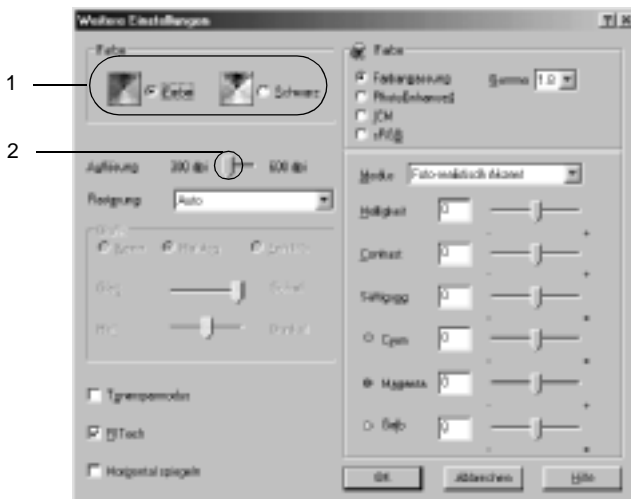 Weitere Einstellungen
Farbe
1
Farbe
Schwarz
2
Auflösung 300 dpi 600 dpi
Rasterung Auto
Tonersparmodus
RITech
Horizontal spiegeln
Farbe
Farbanpassung
Gamma 1.8
PhotoEnhance4
ICM
sRGB
Modus Foto-realistisch Akzent
Helligkeit 0
- +
Contrast 0
- +
Sättigung 0
- +
Cyan 0
- +
Magenta 0
- +
Gelb 0
- +
OK Abbrechen Hilfe